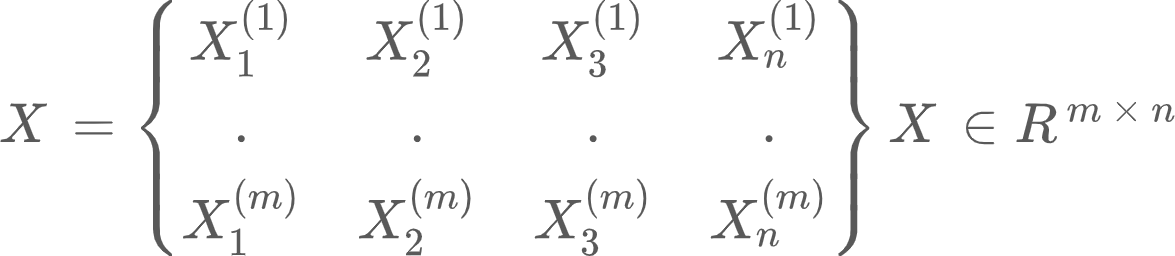 X = { X_1^{(1)} X_2^{(1)} X_3^{(1)} X_n^{(1)}
. . . .
X_1^{(m)} X_2^{(m)} X_3^{(m)} X_n^{(m)} } X ∈ R^{m × n}